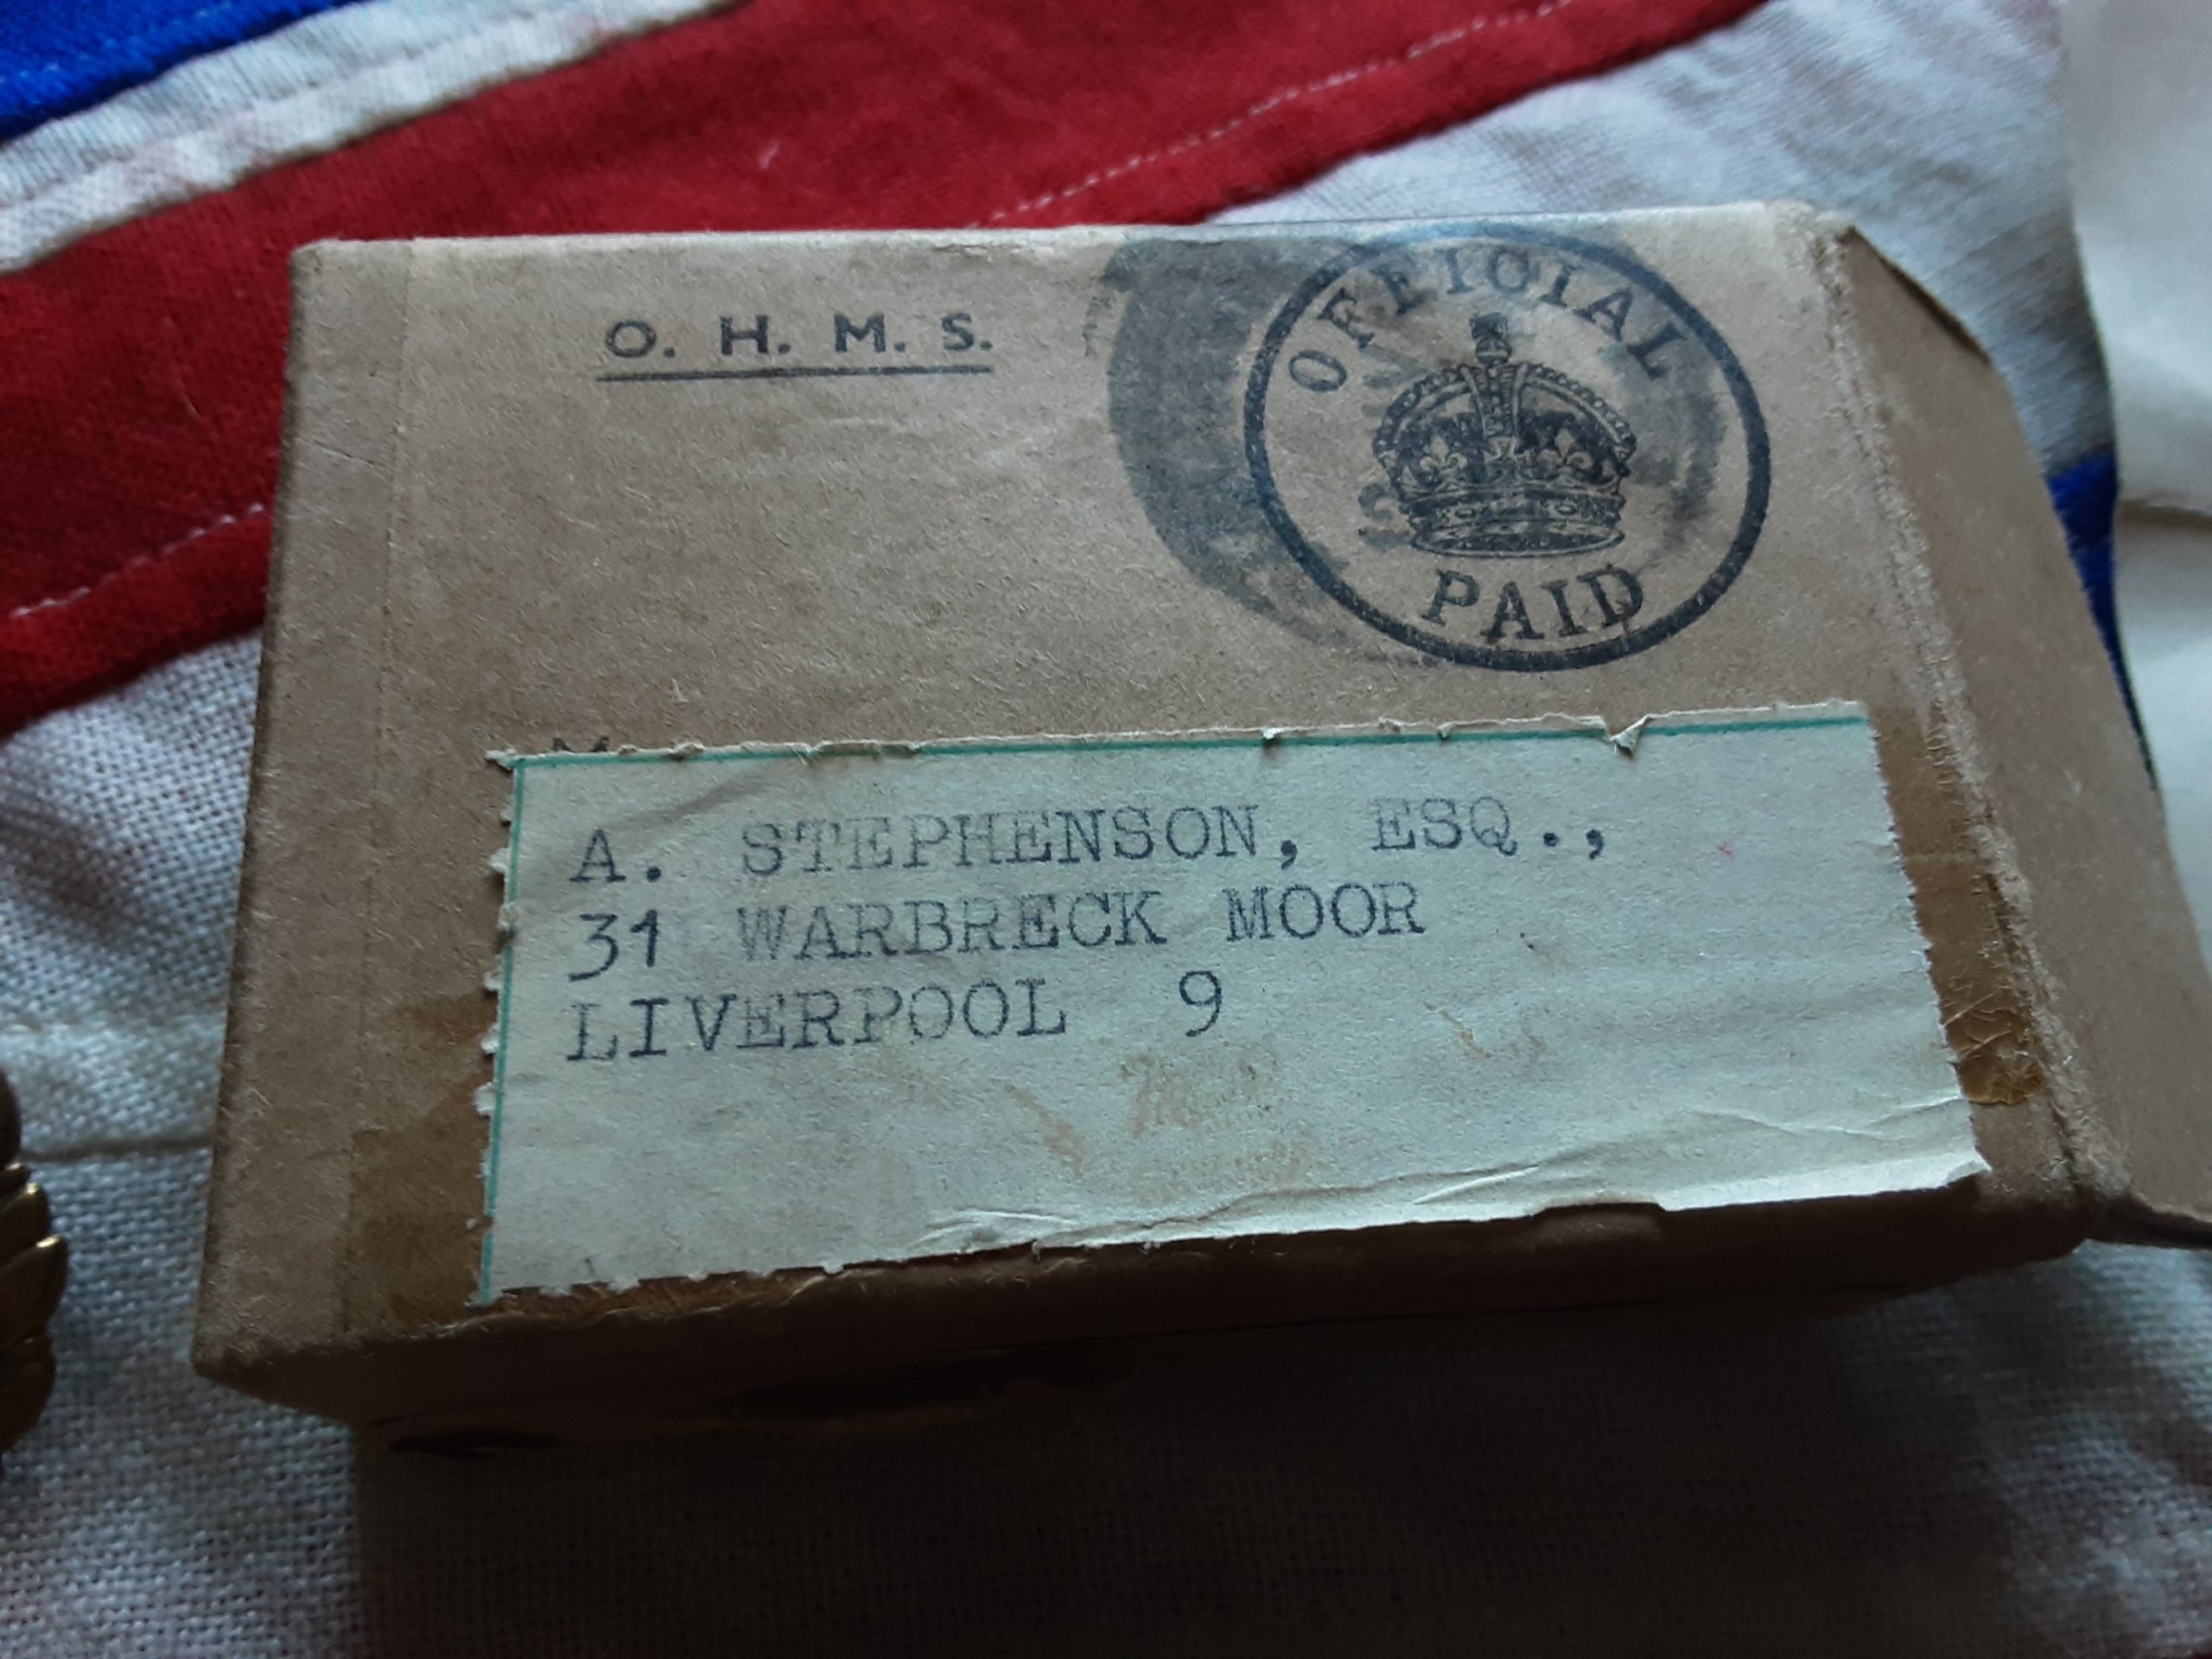 O. H. M. S.
OFFICIAL
PAID
M
A. STEPHENSON, ESQ.,
31 WARBRECK MOOR
LIVERPOOL 9